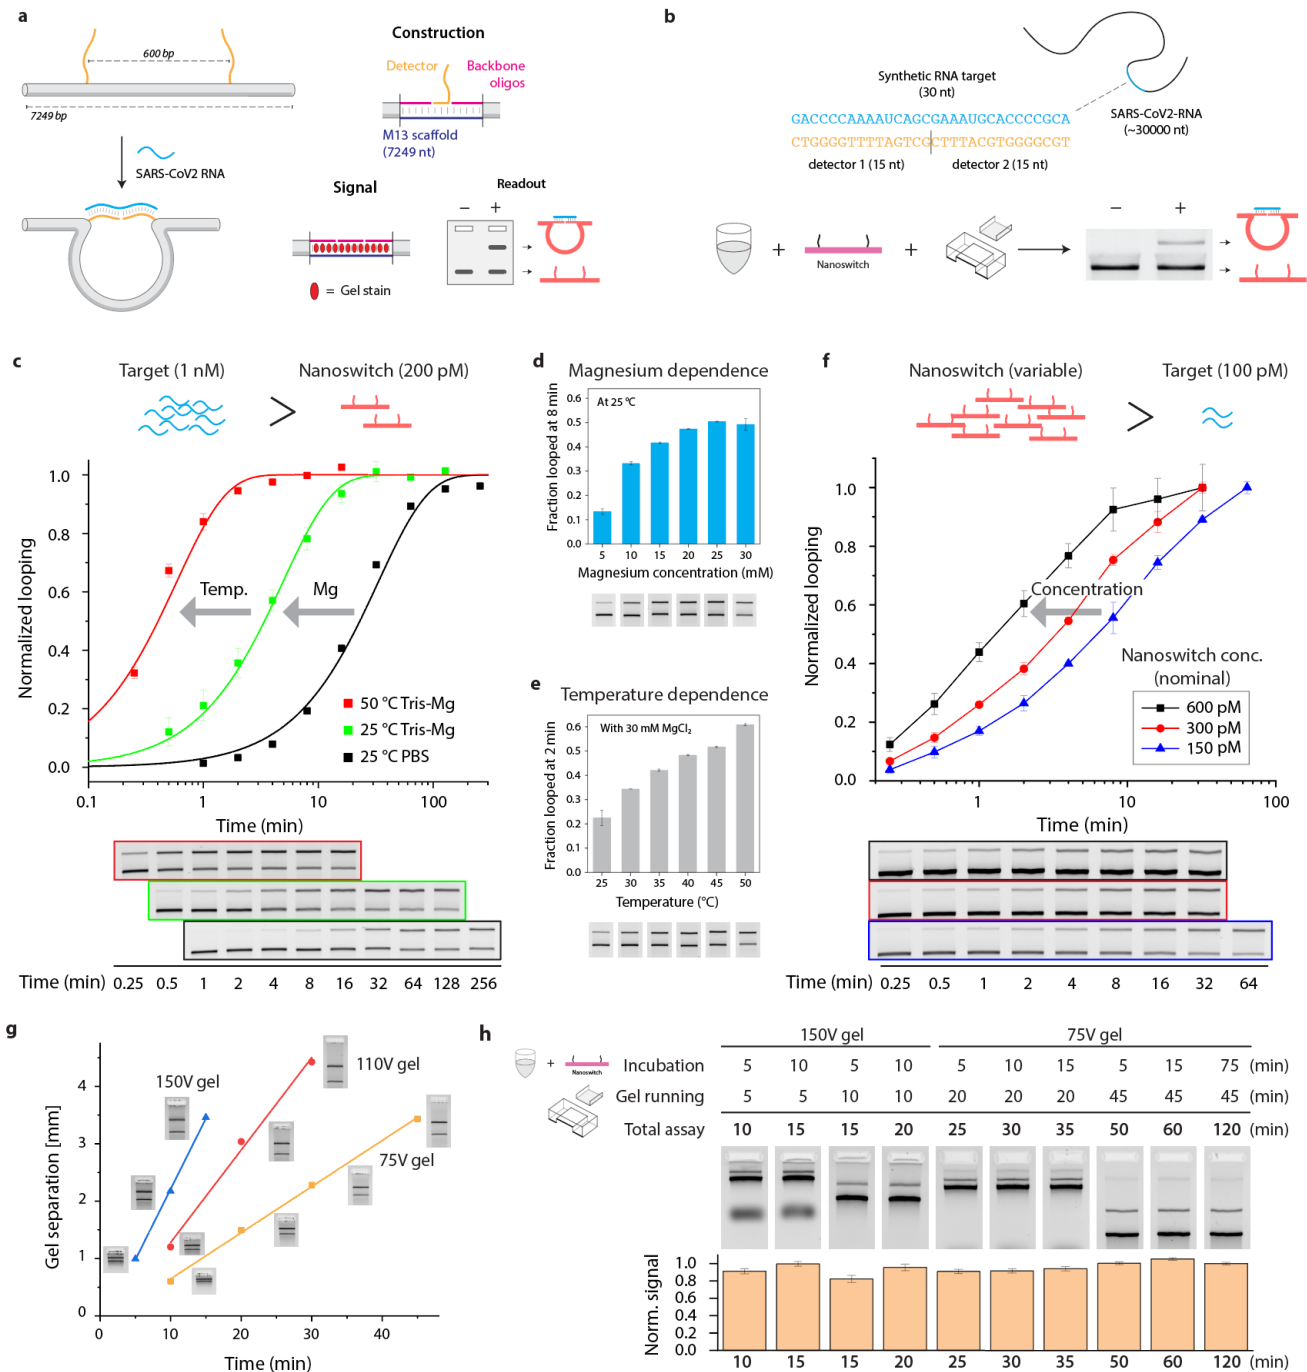 a
600 bp
7249 bp
SARS-CoV2 RNA
Construction
Detector
Backbone
oligos
M13 scaffold
(7249 nt)
Signal
= Gel stain
Readout
− +
b
Synthetic RNA target
(30 nt)
SARS-CoV2-RNA
(~30000 nt)
GACCCCAAAAUCAGCGAAAUGCACCCCGCA
CTGGGGTTTTAGTCGCTTTACGTGGGGCGT
detector 1 (15 nt) detector 2 (15 nt)
+ Nanoswitch +
− +
c
Target (1 nM) > Nanoswitch (200 pM)
Normalized looping
1.0
0.8
0.6
0.4
0.2
0.0
Temp.
Mg
50 °C Tris-Mg
25 °C Tris-Mg
25 °C PBS
0.1 1 10 100
Time (min)
Time (min) 0.25 0.5 1 2 4 8 16 32 64 128 256
d
Magnesium dependence
At 25 °C
Fraction looped at 8 min
0.6
0.5
0.4
0.3
0.2
0.1
0.0
5 10 15 20 25 30
Magnesium concentration (mM)
e
Temperature dependence
With 30 mM MgCl₂
Fraction looped at 2 min
0.6
0.5
0.4
0.3
0.2
0.1
0.0
25 30 35 40 45 50
Temperature (°C)
f
Nanoswitch (variable) > Target (100 pM)
Normalized looping
1.0
0.8
0.6
0.4
0.2
0.0
Concentration
Nanoswitch conc.
(nominal)
600 pM
300 pM
150 pM
1 10 100
Time (min)
Time (min) 0.25 0.5 1 2 4 8 16 32 64
g
Gel separation [mm]
4
3
2
1
0
150V gel
110V gel
75V gel
0 10 20 30 40
Time (min)
h
150V gel 75V gel
+ Nanoswitch
Incubation 5 10 5 10 5 10 15 5 15 75 (min)
Gel running 5 5 10 10 20 20 20 45 45 45 (min)
Total assay 10 15 15 20 25 30 35 50 60 120 (min)
Norm. signal
1.0
0.8
0.6
0.4
0.2
0.0
10 15 15 20 25 30 35 50 60 120 (min)